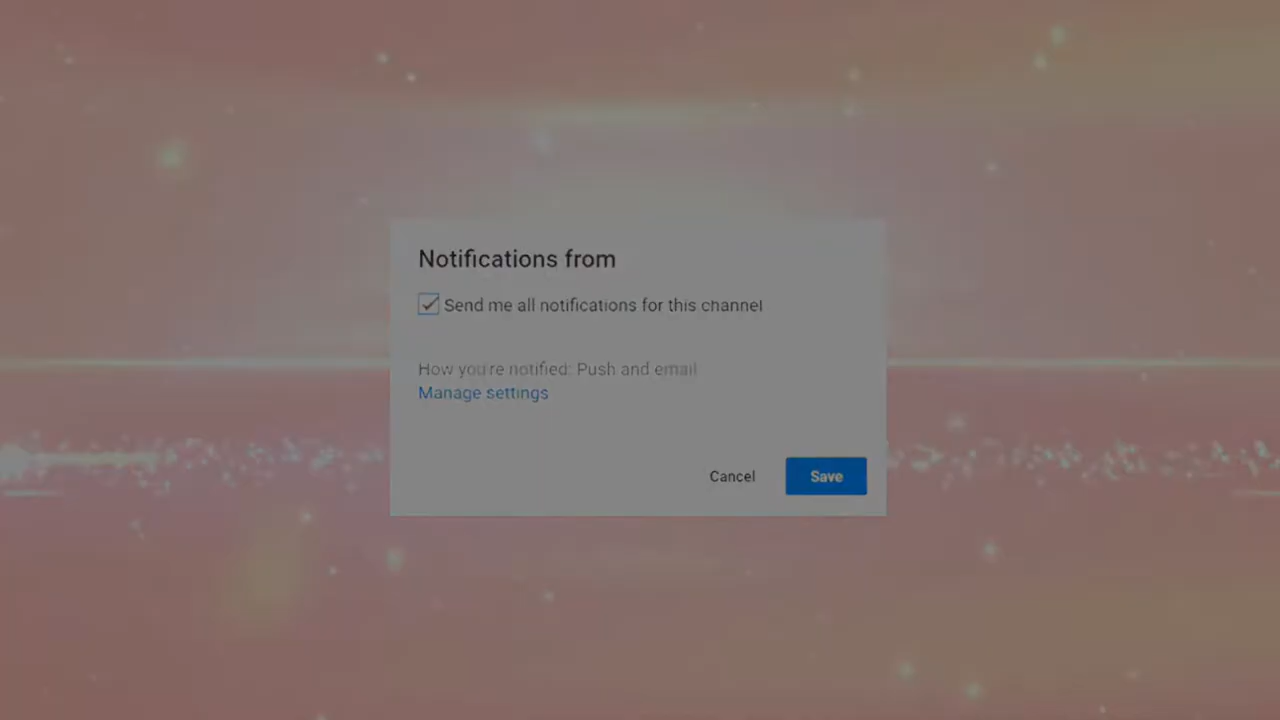 Notifications from
Send me all notifications for this channel
How you're notified: Push and email
Manage settings
Cancel
Save